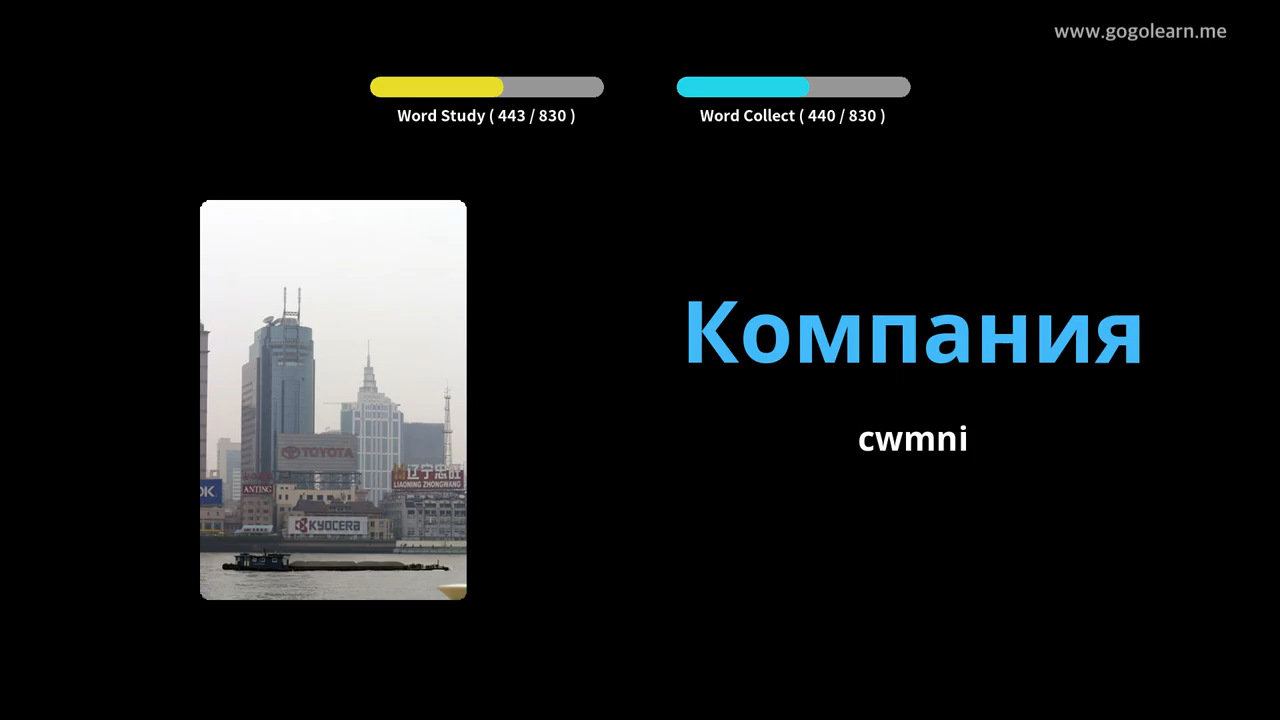 www.gogolearn.me
Word Study ( 443 / 830 )
Word Collect ( 440 / 830 )
Компания
cwmni
TOYOTA
辽宁忠旺
LIAONING ZHONGWANG
ANTING
KYOCERA